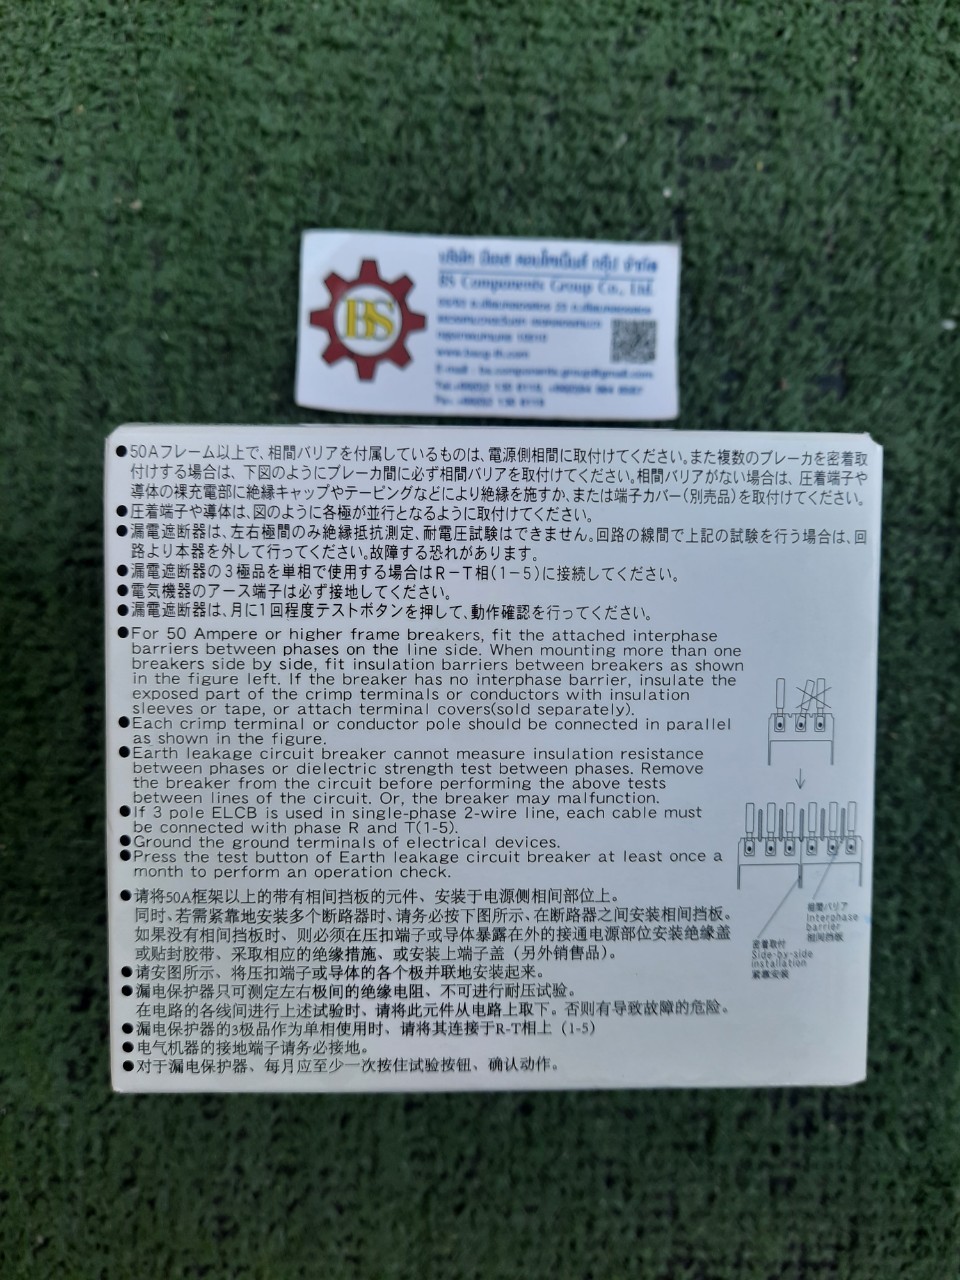 บริษัท บีเอส คอมโพเน็นท์ กรุ๊ป จำกัด
BS Components Group Co., Ltd.
BS
10510
E-mail : bs.components.group@gmail.com
●50Aフレーム以上で、相間バリアを付属しているものは、電源側相間に取付けてください。また複数のブレーカを密着取
付けする場合は、下図のようにブレーカ間に必ず相間バリアを取付けてください。相間バリアがない場合は、圧着端子や
導体の裸充電部に絶縁キャップやテーピングなどにより絶縁を施すか、または端子カバー(別売品)を取付けてください。
●圧着端子や導体は、図のように各極が並行となるように取付けてください。
●漏電遮断器は、左右極間のみ絶縁抵抗測定、耐電圧試験はできません。回路の線間で上記の試験を行う場合は、回
路より本器を外して行ってください。故障する恐れがあります。
●漏電遮断器の3極品を単相で使用する場合はR-T相(1-5)に接続してください。
●電気機器のアース端子は必ず接地してください。
●漏電遮断器は、月に1回程度テストボタンを押して、動作確認を行ってください。
●For 50 Ampere or higher frame breakers, fit the attached interphase
barriers between phases on the line side. When mounting more than one
breakers side by side, fit insulation barriers between breakers as shown
in the figure left. If the breaker has no interphase barrier, insulate the
exposed part of the crimp terminals or conductors with insulation
sleeves or tape, or attach terminal covers(sold separately).
●Each crimp terminal or conductor pole should be connected in parallel
as shown in the figure.
●Earth leakage circuit breaker cannot measure insulation resistance
between phases or dielectric strength test between phases. Remove
the breaker from the circuit before performing the above tests
between lines of the circuit. Or, the breaker may malfunction.
●If 3 pole ELCB is used in single-phase 2-wire line, each cable must
be connected with phase R and T(1-5).
●Ground the ground terminals of electrical devices.
●Press the test button of Earth leakage circuit breaker at least once a
month to perform an operation check.
●请将50A框架以上的带有相间挡板的元件、安装于电源侧相间部位上。
同时、若需紧靠地安装多个断路器时、请务必按下图所示、在断路器之间安装相间挡板。
如果没有相间挡板时、则必须在压扣端子或导体暴露在外的接通电源部位安装绝缘盖
或贴封胶带、采取相应的绝缘措施、或安装上端子盖（另外销售品）。
●请安图所示、将压扣端子或导体的各个极并联地安装起来。
●漏电保护器只可测定左右极间的绝缘电阻、不可进行耐压试验。
在电路的各线间进行上述试验时、请将此元件从电路上取下。否则有导致故障的危险。
●漏电保护器的3极品作为单相使用时、请将其连接于R-T相上（1-5）
●电气机器的接地端子请务必接地。
●对于漏电保护器、每月应至少一次按住试验按钮、确认动作。
相間バリア
Interphase
barrier
相间挡板
密着取付
Side-by-side
installation
紧靠安装